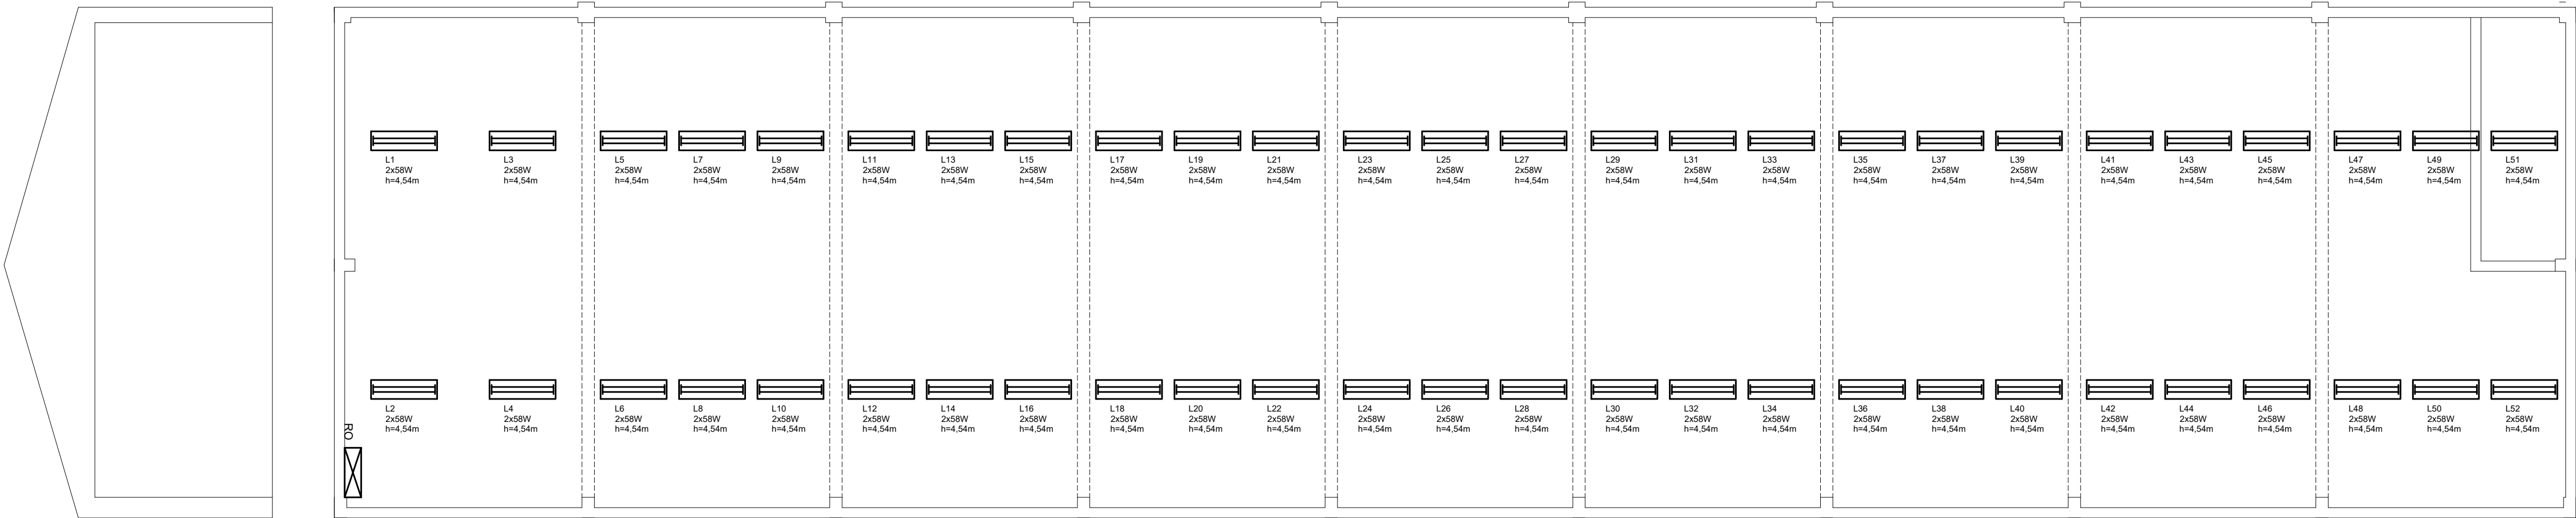 L1
2x58W
h=4,54m
L3
2x58W
h=4,54m
L5
2x58W
h=4,54m
L7
2x58W
h=4,54m
L9
2x58W
h=4,54m
L11
2x58W
h=4,54m
L13
2x58W
h=4,54m
L15
2x58W
h=4,54m
L17
2x58W
h=4,54m
L19
2x58W
h=4,54m
L21
2x58W
h=4,54m
L23
2x58W
h=4,54m
L25
2x58W
h=4,54m
L27
2x58W
h=4,54m
L29
2x58W
h=4,54m
L31
2x58W
h=4,54m
L33
2x58W
h=4,54m
L35
2x58W
h=4,54m
L37
2x58W
h=4,54m
L39
2x58W
h=4,54m
L41
2x58W
h=4,54m
L43
2x58W
h=4,54m
L45
2x58W
h=4,54m
L47
2x58W
h=4,54m
L49
2x58W
h=4,54m
L51
2x58W
h=4,54m
L2
2x58W
h=4,54m
L4
2x58W
h=4,54m
L6
2x58W
h=4,54m
L8
2x58W
h=4,54m
L10
2x58W
h=4,54m
L12
2x58W
h=4,54m
L14
2x58W
h=4,54m
L16
2x58W
h=4,54m
L18
2x58W
h=4,54m
L20
2x58W
h=4,54m
L22
2x58W
h=4,54m
L24
2x58W
h=4,54m
L26
2x58W
h=4,54m
L28
2x58W
h=4,54m
L30
2x58W
h=4,54m
L32
2x58W
h=4,54m
L34
2x58W
h=4,54m
L36
2x58W
h=4,54m
L38
2x58W
h=4,54m
L40
2x58W
h=4,54m
L42
2x58W
h=4,54m
L44
2x58W
h=4,54m
L46
2x58W
h=4,54m
L48
2x58W
h=4,54m
L50
2x58W
h=4,54m
L52
2x58W
h=4,54m
RO